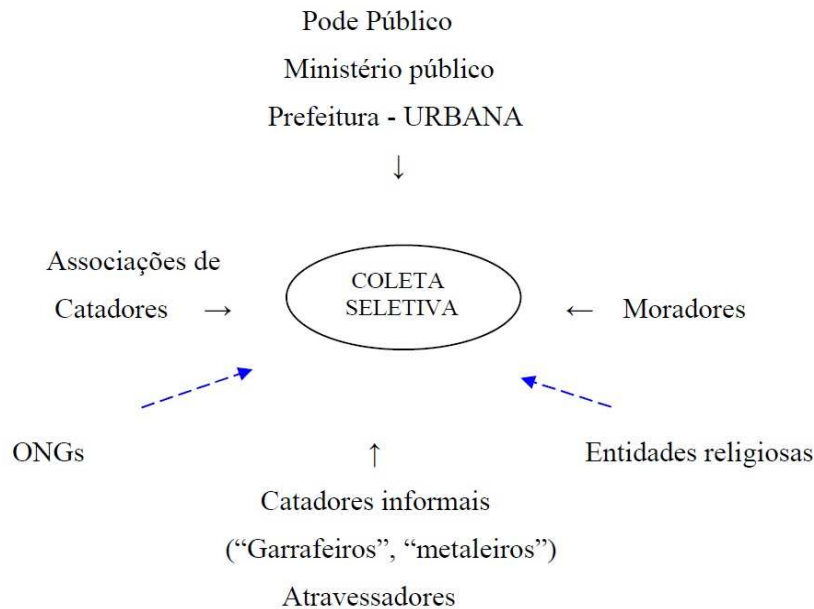 Pode Público
Ministério público
Prefeitura - URBANA
↓
Associações de
Catadores →
COLETA
SELETIVA
← Moradores
ONGs
Entidades religiosas
↑
Catadores informais
(“Garrafeiros”, “metaleiros”)
Atravessadores